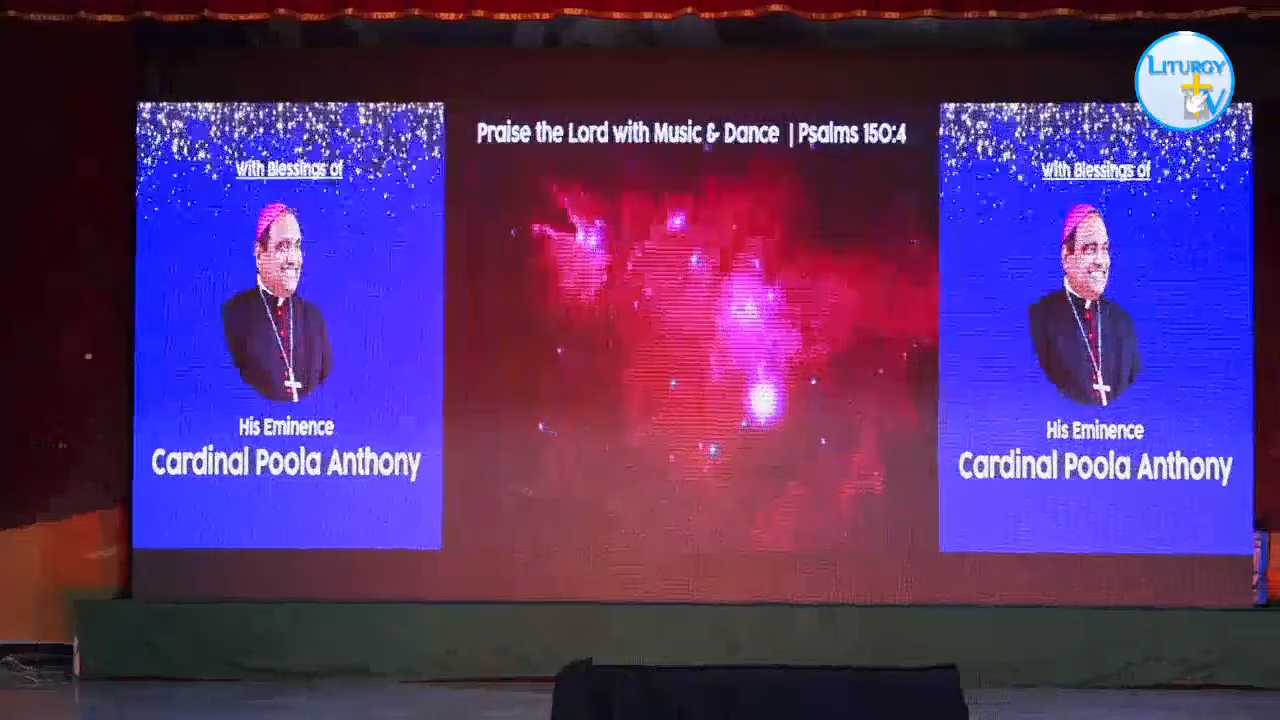 LITURGY
TV
Praise the Lord with Music & Dance | Psalms 150:4
With Blessings of
His Eminence
Cardinal Poola Anthony
With Blessings of
His Eminence
Cardinal Poola Anthony